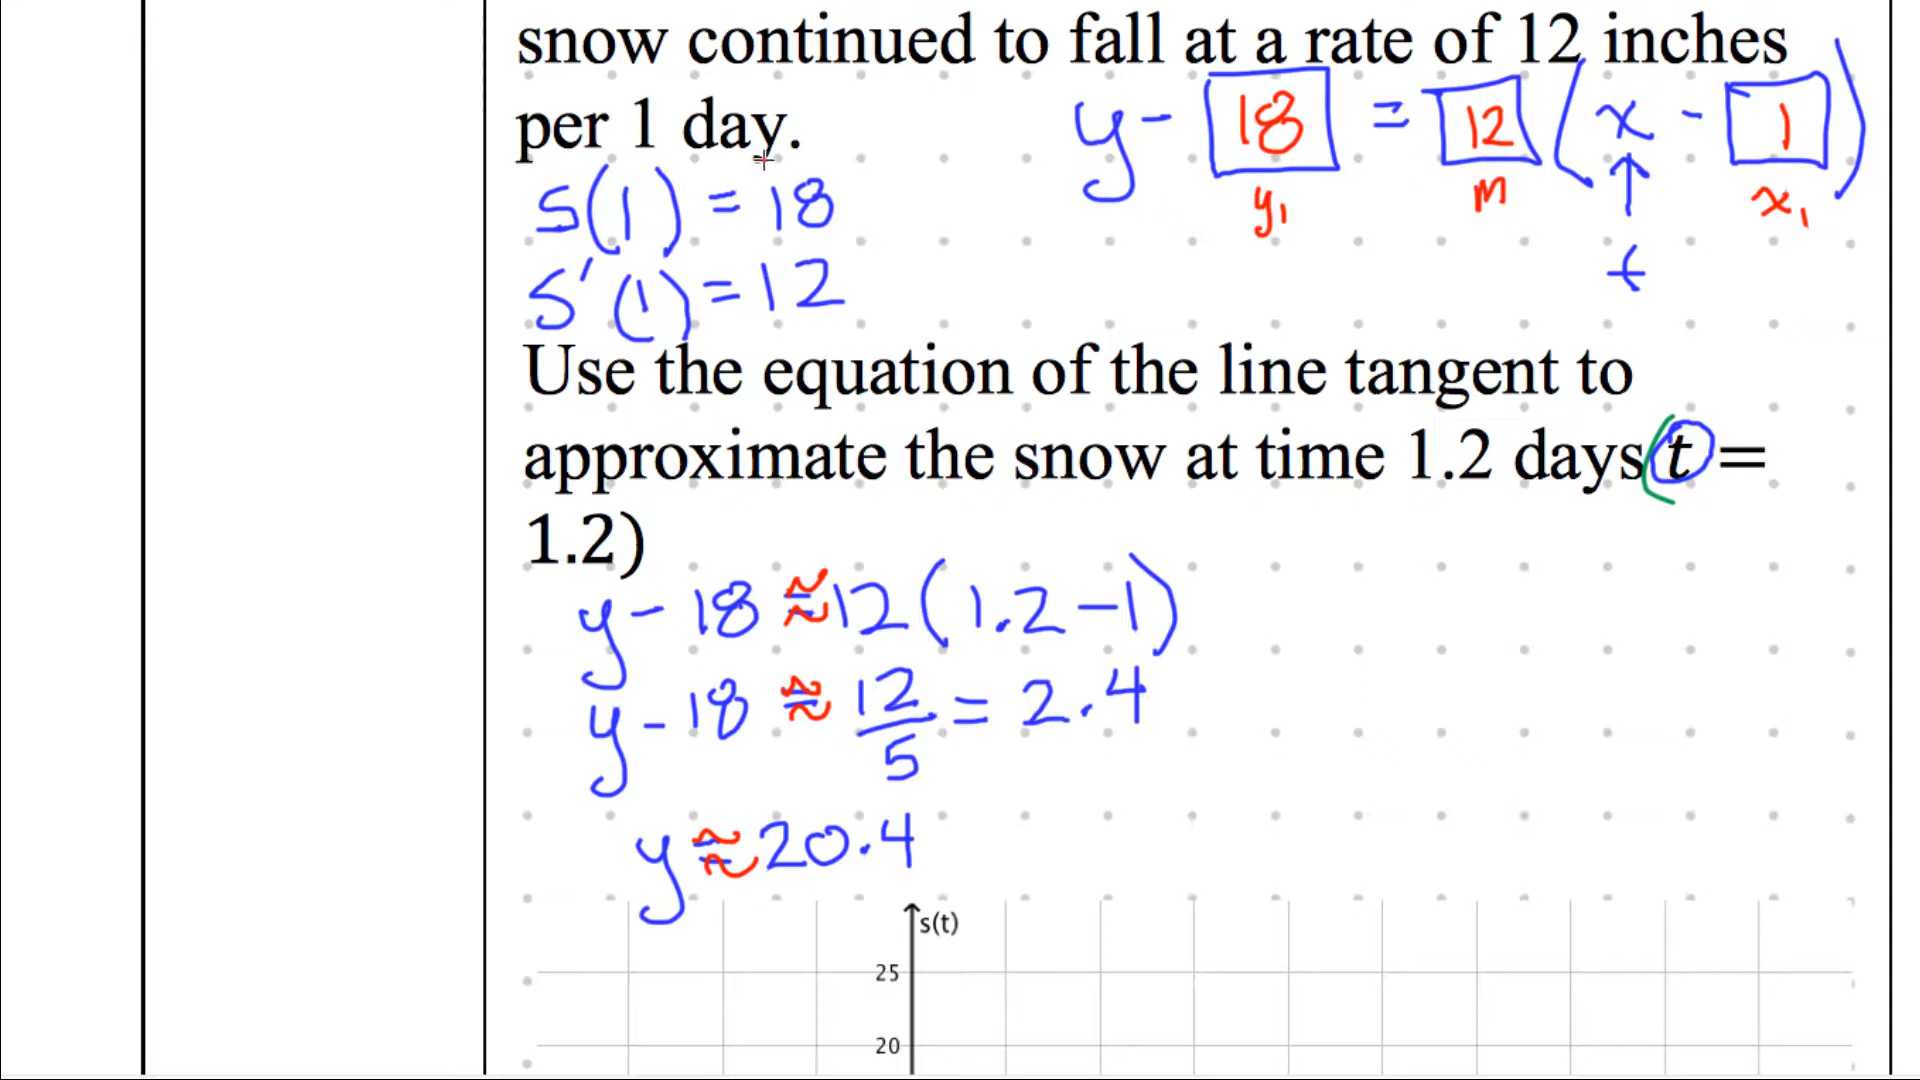 snow continued to fall at a rate of 12 inches
per 1 day.
y - 18 = 12 (x - 1)
y₁ m x₁
t
s(1) = 18
s'(1) = 12
Use the equation of the line tangent to
approximate the snow at time 1.2 days (t =
1.2)
y - 18 ≈ 12 (1.2 - 1)
y - 18 ≈ 12/5 = 2.4
y ≈ 20.4
s(t)
25
20